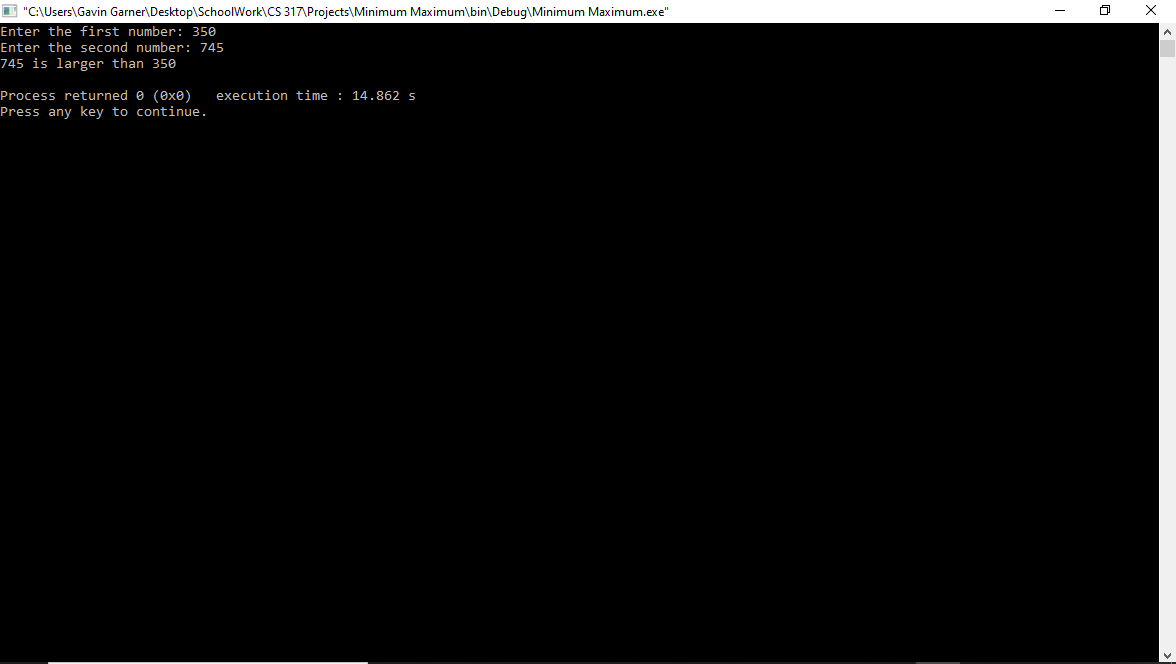 "C:\Users\Gavin Garner\Desktop\SchoolWork\CS 317\Projects\Minimum Maximum\bin\Debug\Minimum Maximum.exe"
Enter the first number: 350
Enter the second number: 745
745 is larger than 350
Process returned 0 (0x0)   execution time : 14.862 s
Press any key to continue.